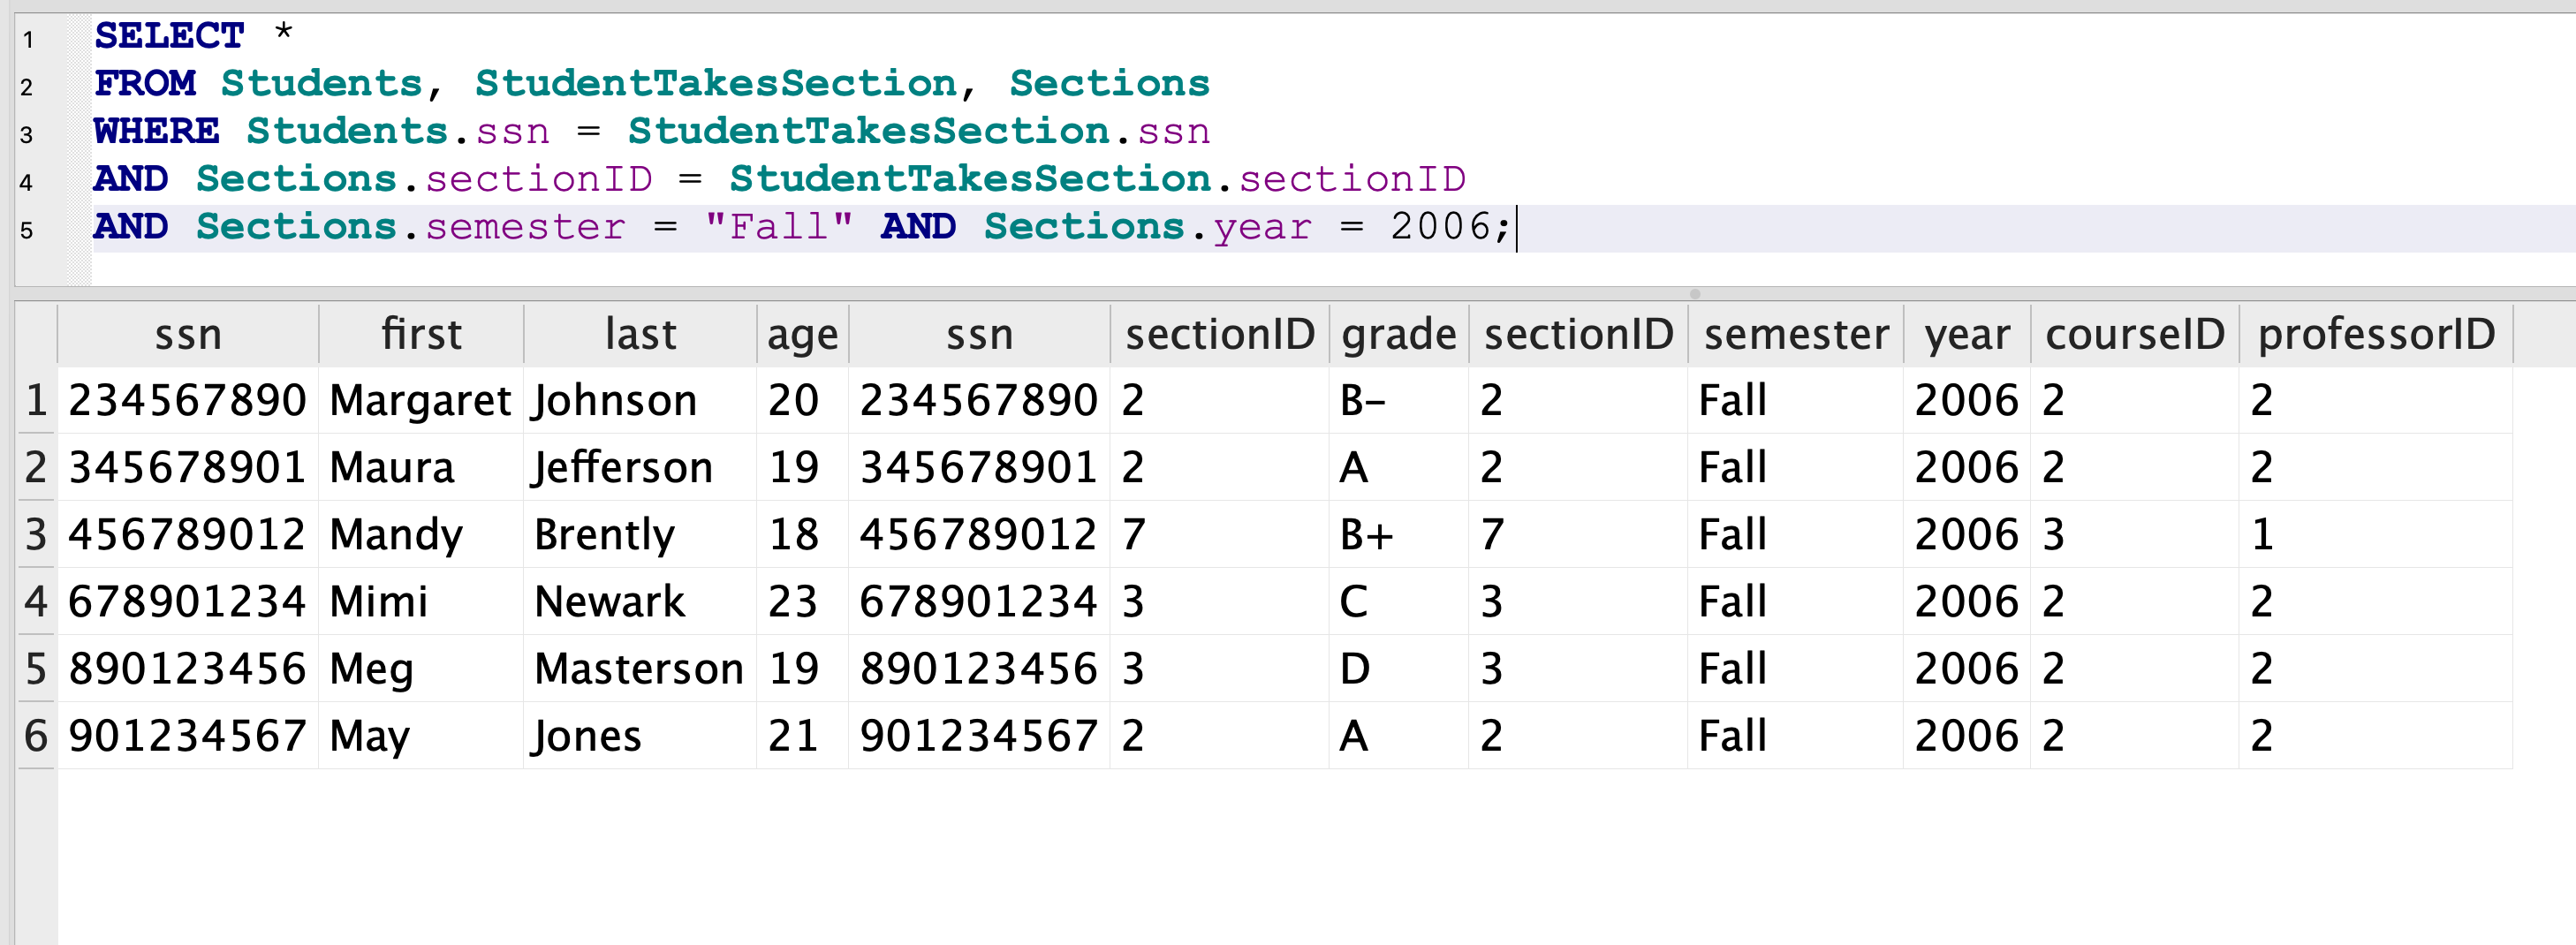 1 SELECT *
2 FROM Students, StudentTakesSection, Sections
3 WHERE Students.ssn = StudentTakesSection.ssn
4 AND Sections.sectionID = StudentTakesSection.sectionID
5 AND Sections.semester = "Fall" AND Sections.year = 2006;
ssn first last age ssn sectionID grade sectionID semester year courseID professorID
1 234567890 Margaret Johnson 20 234567890 2 B- 2 Fall 2006 2 2
2 345678901 Maura Jefferson 19 345678901 2 A 2 Fall 2006 2 2
3 456789012 Mandy Brently 18 456789012 7 B+ 7 Fall 2006 3 1
4 678901234 Mimi Newark 23 678901234 3 C 3 Fall 2006 2 2
5 890123456 Meg Masterson 19 890123456 3 D 3 Fall 2006 2 2
6 901234567 May Jones 21 901234567 2 A 2 Fall 2006 2 2